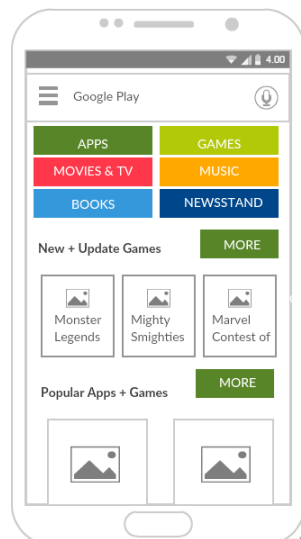 4.00
Google Play
APPS
GAMES
MOVIES & TV
MUSIC
BOOKS
NEWSSTAND
New + Update Games
MORE
Monster
Legends
Mighty
Smighties
Marvel
Contest of
Popular Apps + Games
MORE